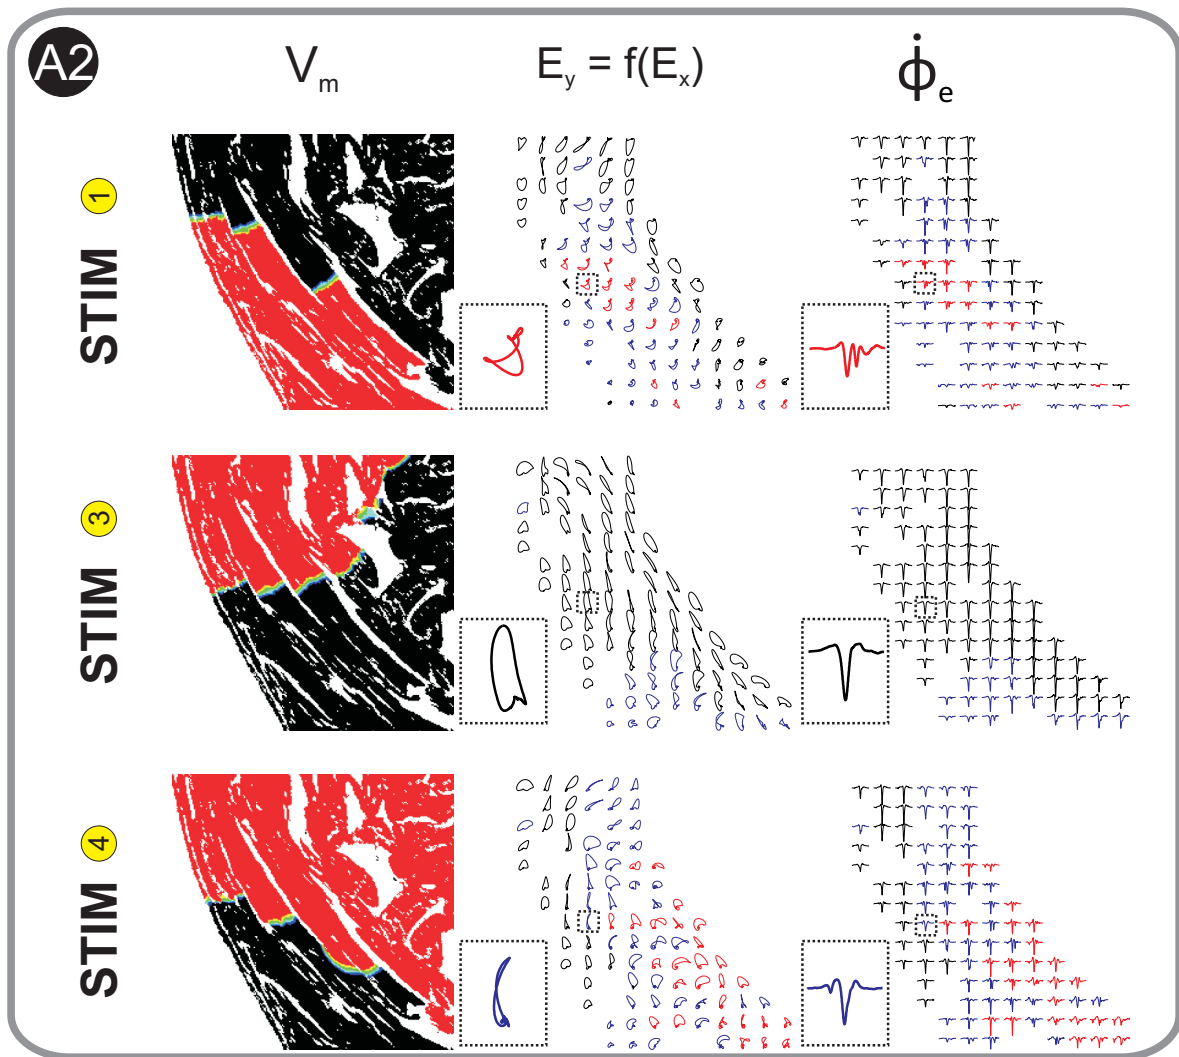 A2
V_m
E_y = f(E_x)
ϕ̇_e
STIM 1
STIM 3
STIM 4